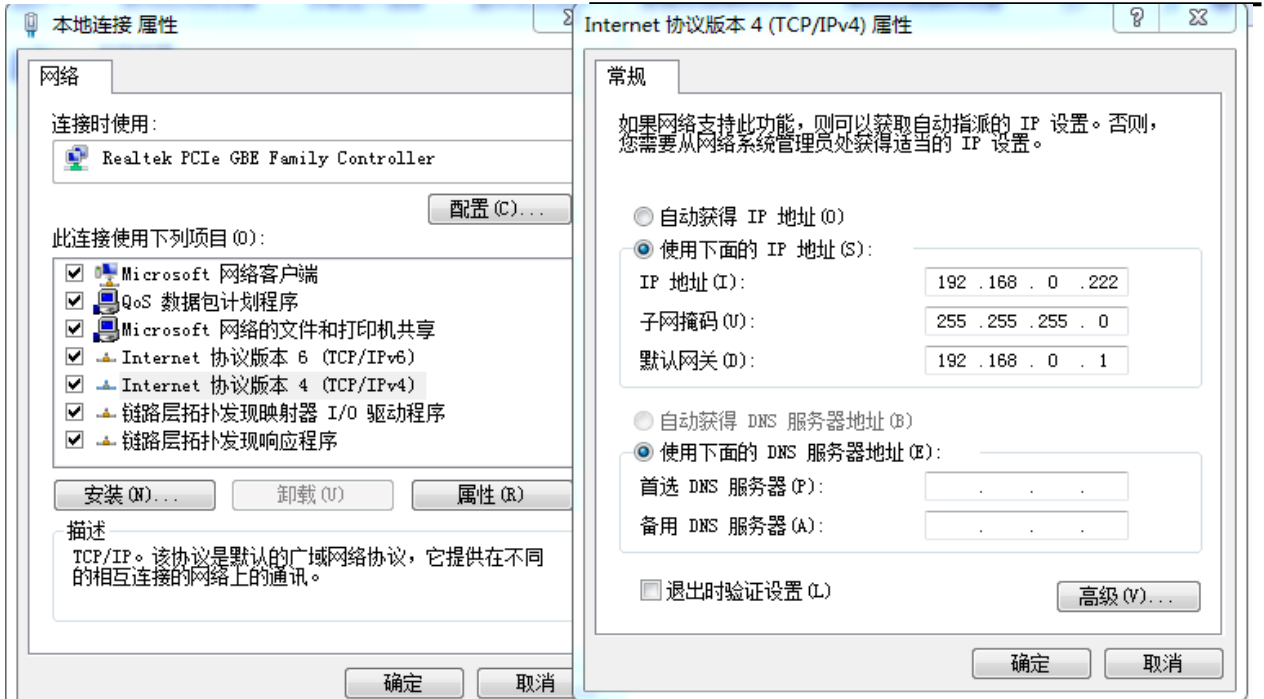 本地连接 属性
网络
连接时使用:
Realtek PCIe GBE Family Controller
配置(C)...
此连接使用下列项目(O):
Microsoft 网络客户端
QoS 数据包计划程序
Microsoft 网络的文件和打印机共享
Internet 协议版本 6 (TCP/IPv6)
Internet 协议版本 4 (TCP/IPv4)
链路层拓扑发现映射器 I/O 驱动程序
链路层拓扑发现响应程序
安装(N)...
卸载(U)
属性(R)
描述
TCP/IP。该协议是默认的广域网络协议，它提供在不同
的相互连接的网络上的通讯。
确定
取消
Internet 协议版本 4 (TCP/IPv4) 属性
常规
如果网络支持此功能，则可以获取自动指派的 IP 设置。否则，
您需要从网络系统管理员处获得适当的 IP 设置。
自动获得 IP 地址(O)
使用下面的 IP 地址(S):
IP 地址(I): 192 .168 . 0 .222
子网掩码(U): 255 .255 .255 . 0
默认网关(D): 192 .168 . 0 . 1
自动获得 DNS 服务器地址(B)
使用下面的 DNS 服务器地址(E):
首选 DNS 服务器(P): . . .
备用 DNS 服务器(A): . . .
退出时验证设置(L)
高级(V)...
确定
取消